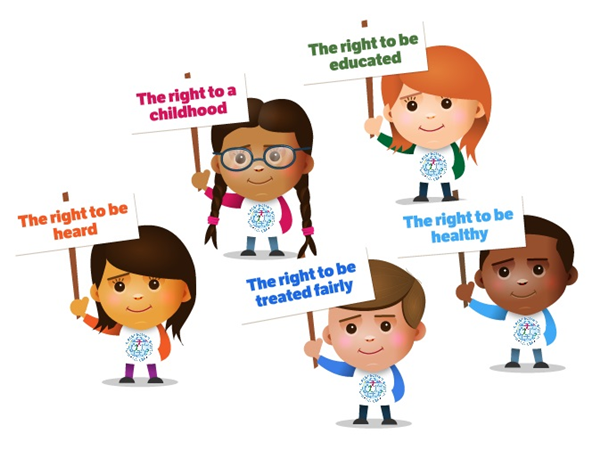 The right to be
educated
The right to a
childhood
The right to be
heard
The right to be
healthy
The right to be
treated fairly